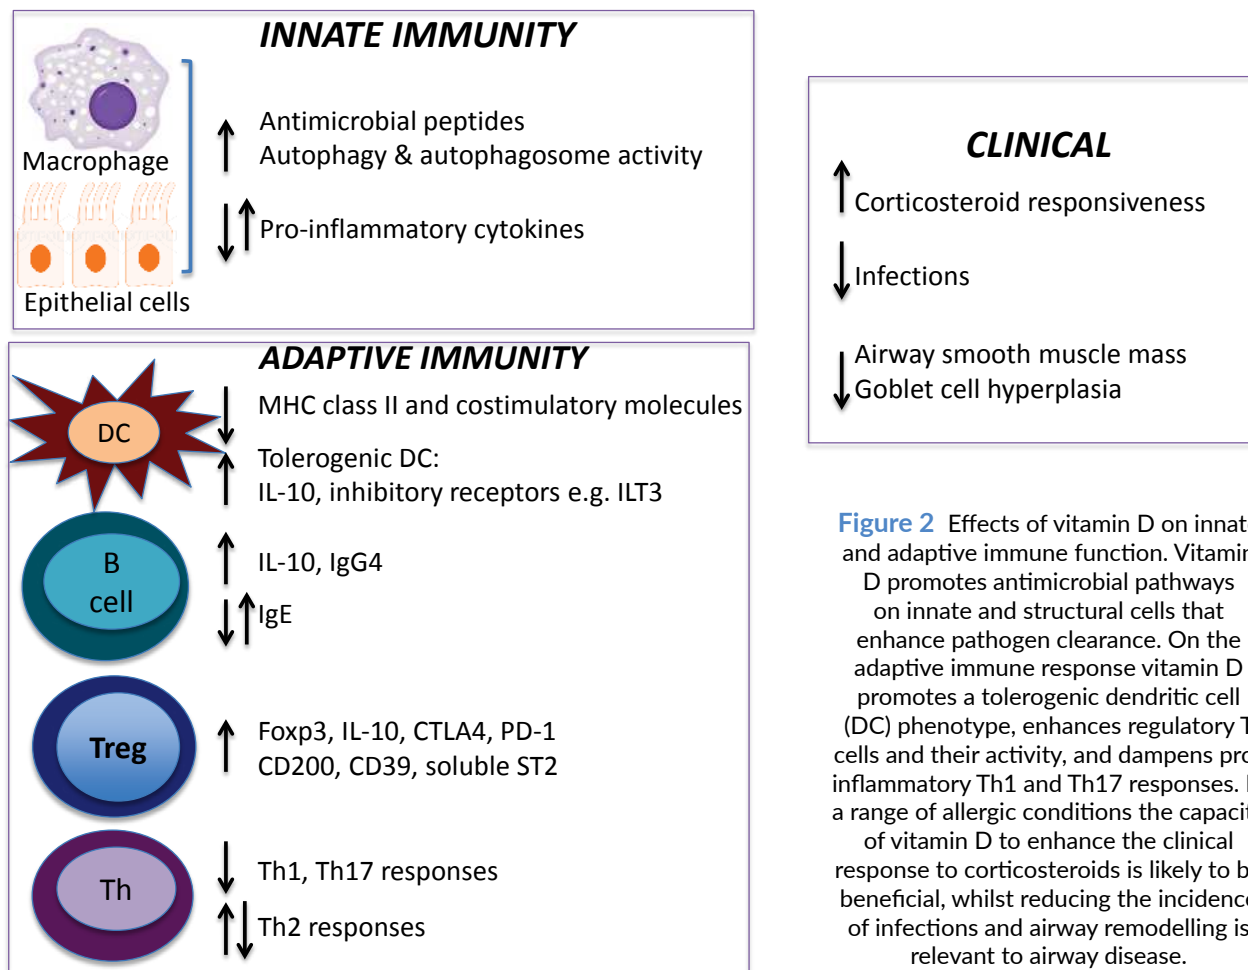 INNATE IMMUNITY
Macrophage
Epithelial cells
Antimicrobial peptides
Autophagy & autophagosome activity
Pro-inflammatory cytokines
ADAPTIVE IMMUNITY
DC
MHC class II and costimulatory molecules
Tolerogenic DC:
IL-10, inhibitory receptors e.g. ILT3
B
cell
IL-10, IgG4
IgE
Treg
Foxp3, IL-10, CTLA4, PD-1
CD200, CD39, soluble ST2
Th
Th1, Th17 responses
Th2 responses
CLINICAL
Corticosteroid responsiveness
Infections
Airway smooth muscle mass
Goblet cell hyperplasia
Figure 2 Effects of vitamin D on innate
and adaptive immune function. Vitamin
D promotes antimicrobial pathways
on innate and structural cells that
enhance pathogen clearance. On the
adaptive immune response vitamin D
promotes a tolerogenic dendritic cell
(DC) phenotype, enhances regulatory T
cells and their activity, and dampens pro
inflammatory Th1 and Th17 responses.
a range of allergic conditions the capacit
of vitamin D to enhance the clinical
response to corticosteroids is likely to b
beneficial, whilst reducing the incidence
of infections and airway remodelling is
relevant to airway disease.